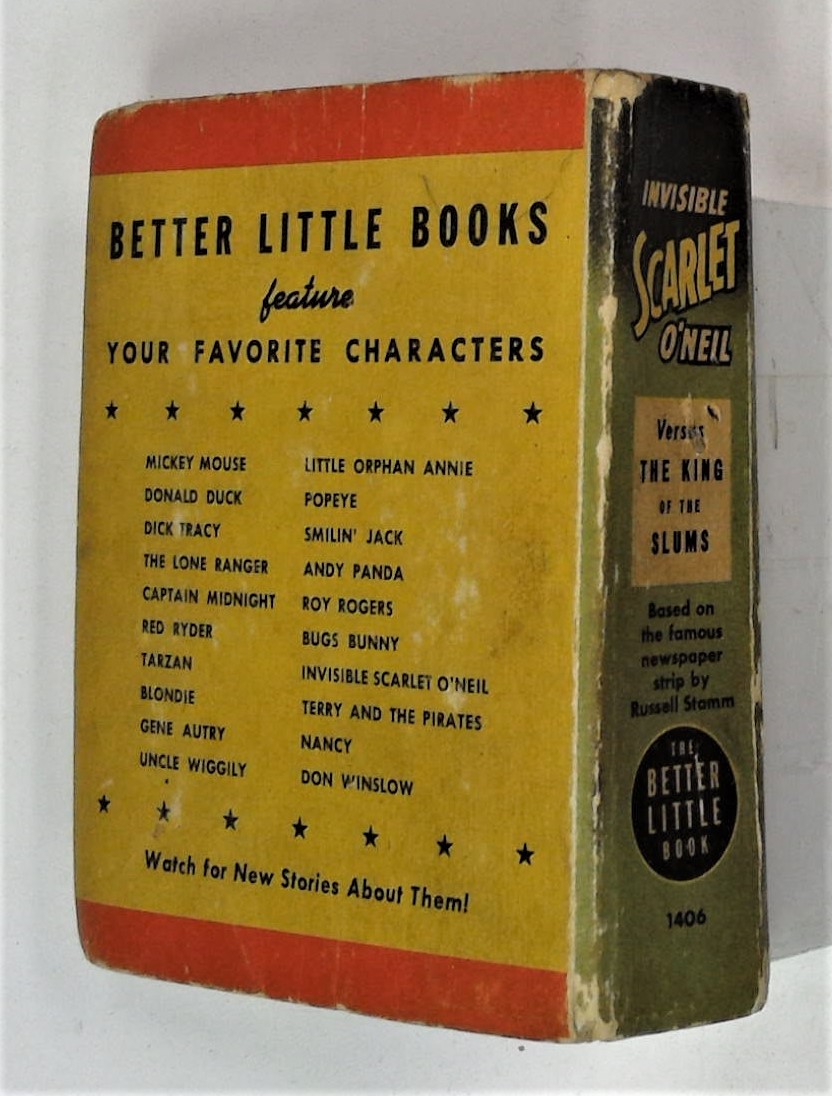 BETTER LITTLE BOOKS
feature
YOUR FAVORITE CHARACTERS
MICKEY MOUSE
DONALD DUCK
DICK TRACY
THE LONE RANGER
CAPTAIN MIDNIGHT
RED RYDER
TARZAN
BLONDIE
GENE AUTRY
UNCLE WIGGILY
LITTLE ORPHAN ANNIE
POPEYE
SMILIN' JACK
ANDY PANDA
ROY ROGERS
BUGS BUNNY
INVISIBLE SCARLET O'NEIL
TERRY AND THE PIRATES
NANCY
DON WINSLOW
Watch for New Stories About Them!
INVISIBLE
SCARLET
O'NEIL
Versus
THE KING
OF THE
SLUMS
Based on
the famous
newspaper
strip by
Russell Stamm
THE
BETTER
LITTLE
BOOK
1406